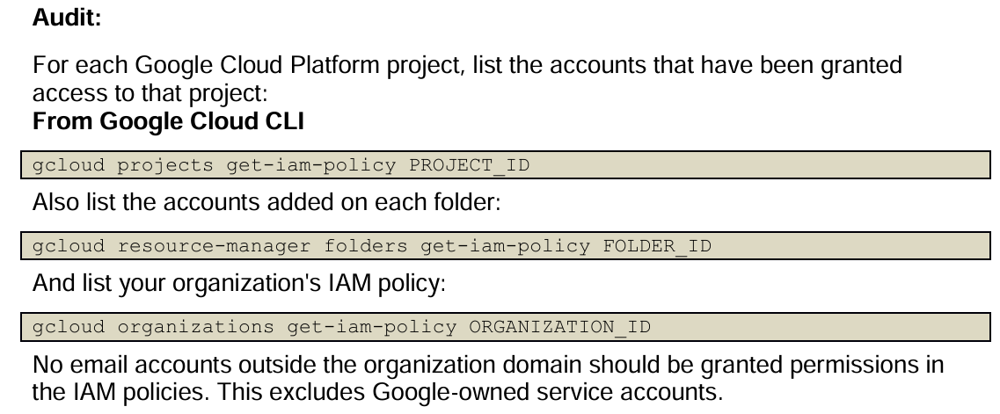 Audit:
For each Google Cloud Platform project, list the accounts that have been granted
access to that project:
From Google Cloud CLI
gcloud projects get-iam-policy PROJECT_ID
Also list the accounts added on each folder:
gcloud resource-manager folders get-iam-policy FOLDER_ID
And list your organization's IAM policy:
gcloud organizations get-iam-policy ORGANIZATION_ID
No email accounts outside the organization domain should be granted permissions in
the IAM policies. This excludes Google-owned service accounts.